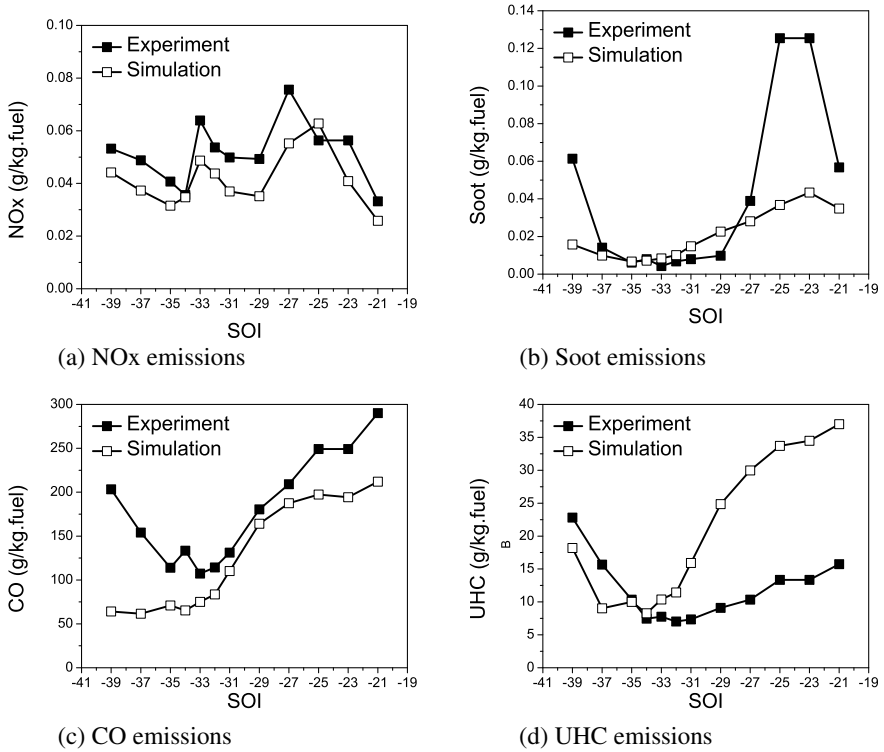 0.10
0.08
0.06
0.04
0.02
0.00
NOx (g/kg.fuel)
Experiment
Simulation
-41 -39 -37 -35 -33 -31 -29 -27 -25 -23 -21 -19
SOI
(a) NOx emissions
0.14
0.12
0.10
0.08
0.06
0.04
0.02
0.00
Soot (g/kg.fuel)
Experiment
Simulation
-41 -39 -37 -35 -33 -31 -29 -27 -25 -23 -21 -19
SOI
(b) Soot emissions
300
250
200
150
100
50
0
CO (g/kg.fuel)
Experiment
Simulation
-41 -39 -37 -35 -33 -31 -29 -27 -25 -23 -21 -19
SOI
(c) CO emissions
40
35
30
25
20
15
10
5
0
UHC (g/kg.fuel)
B
Experiment
Simulation
-41 -39 -37 -35 -33 -31 -29 -27 -25 -23 -21 -19
SOI
(d) UHC emissions